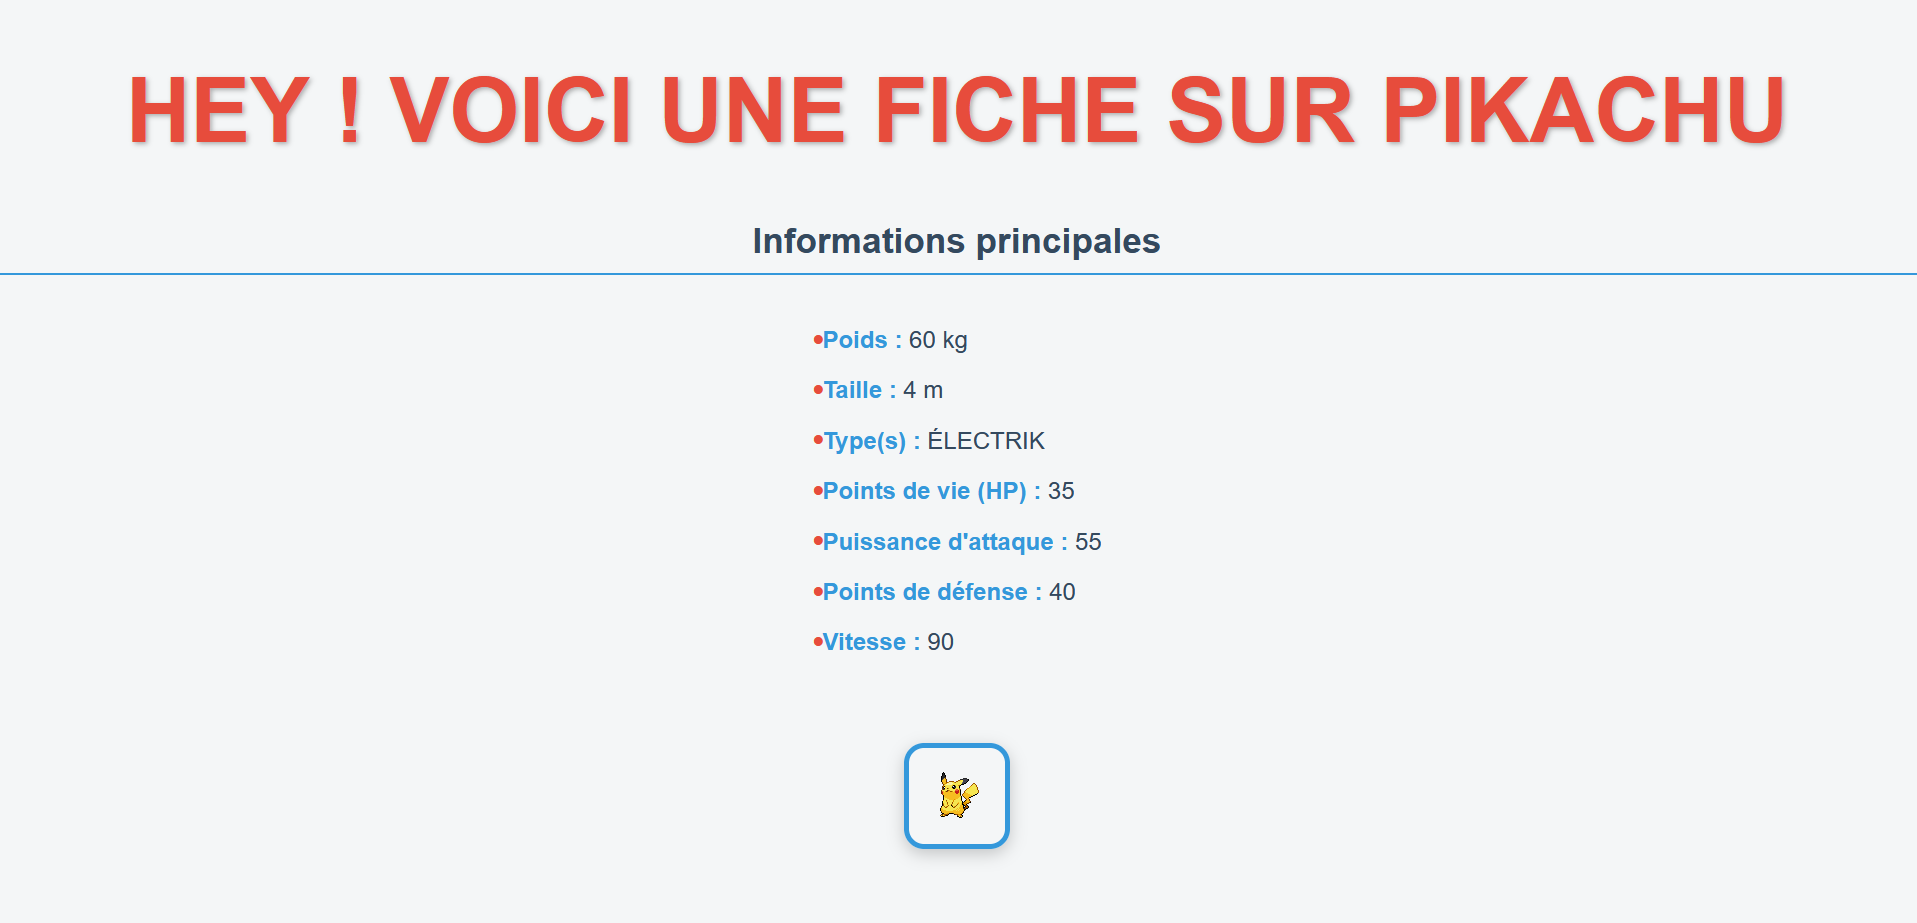 HEY ! VOICI UNE FICHE SUR PIKACHU
Informations principales
•Poids : 60 kg
•Taille : 4 m
•Type(s) : ÉLECTRIK
•Points de vie (HP) : 35
•Puissance d'attaque : 55
•Points de défense : 40
•Vitesse : 90